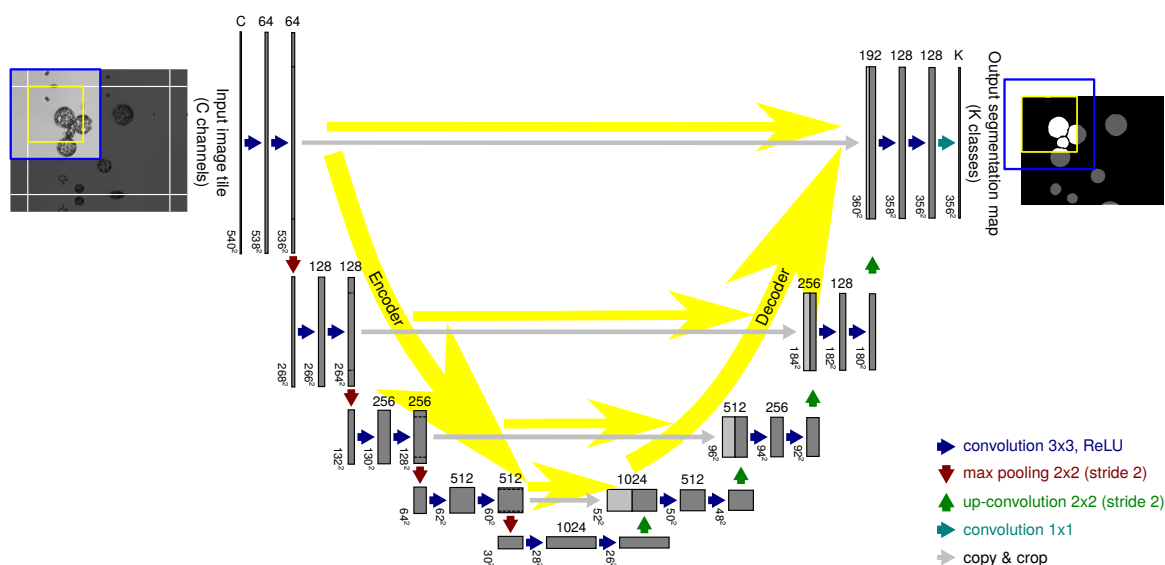 C 64 64
Input image tile
(C channels)
540² 538² 536²
192 128 128 K
Output segmentation map
(K classes)
360² 358² 356² 356²
Encoder
Decoder
128 128
268² 266² 264²
256 128
184² 182² 180²
256 256
132² 130² 128²
512 256
96² 94² 92²
512 512
64² 62² 60²
1024 512
52² 50² 48²
1024
30² 28² 26²
convolution 3x3, ReLU
max pooling 2x2 (stride 2)
up-convolution 2x2 (stride 2)
convolution 1x1
copy & crop